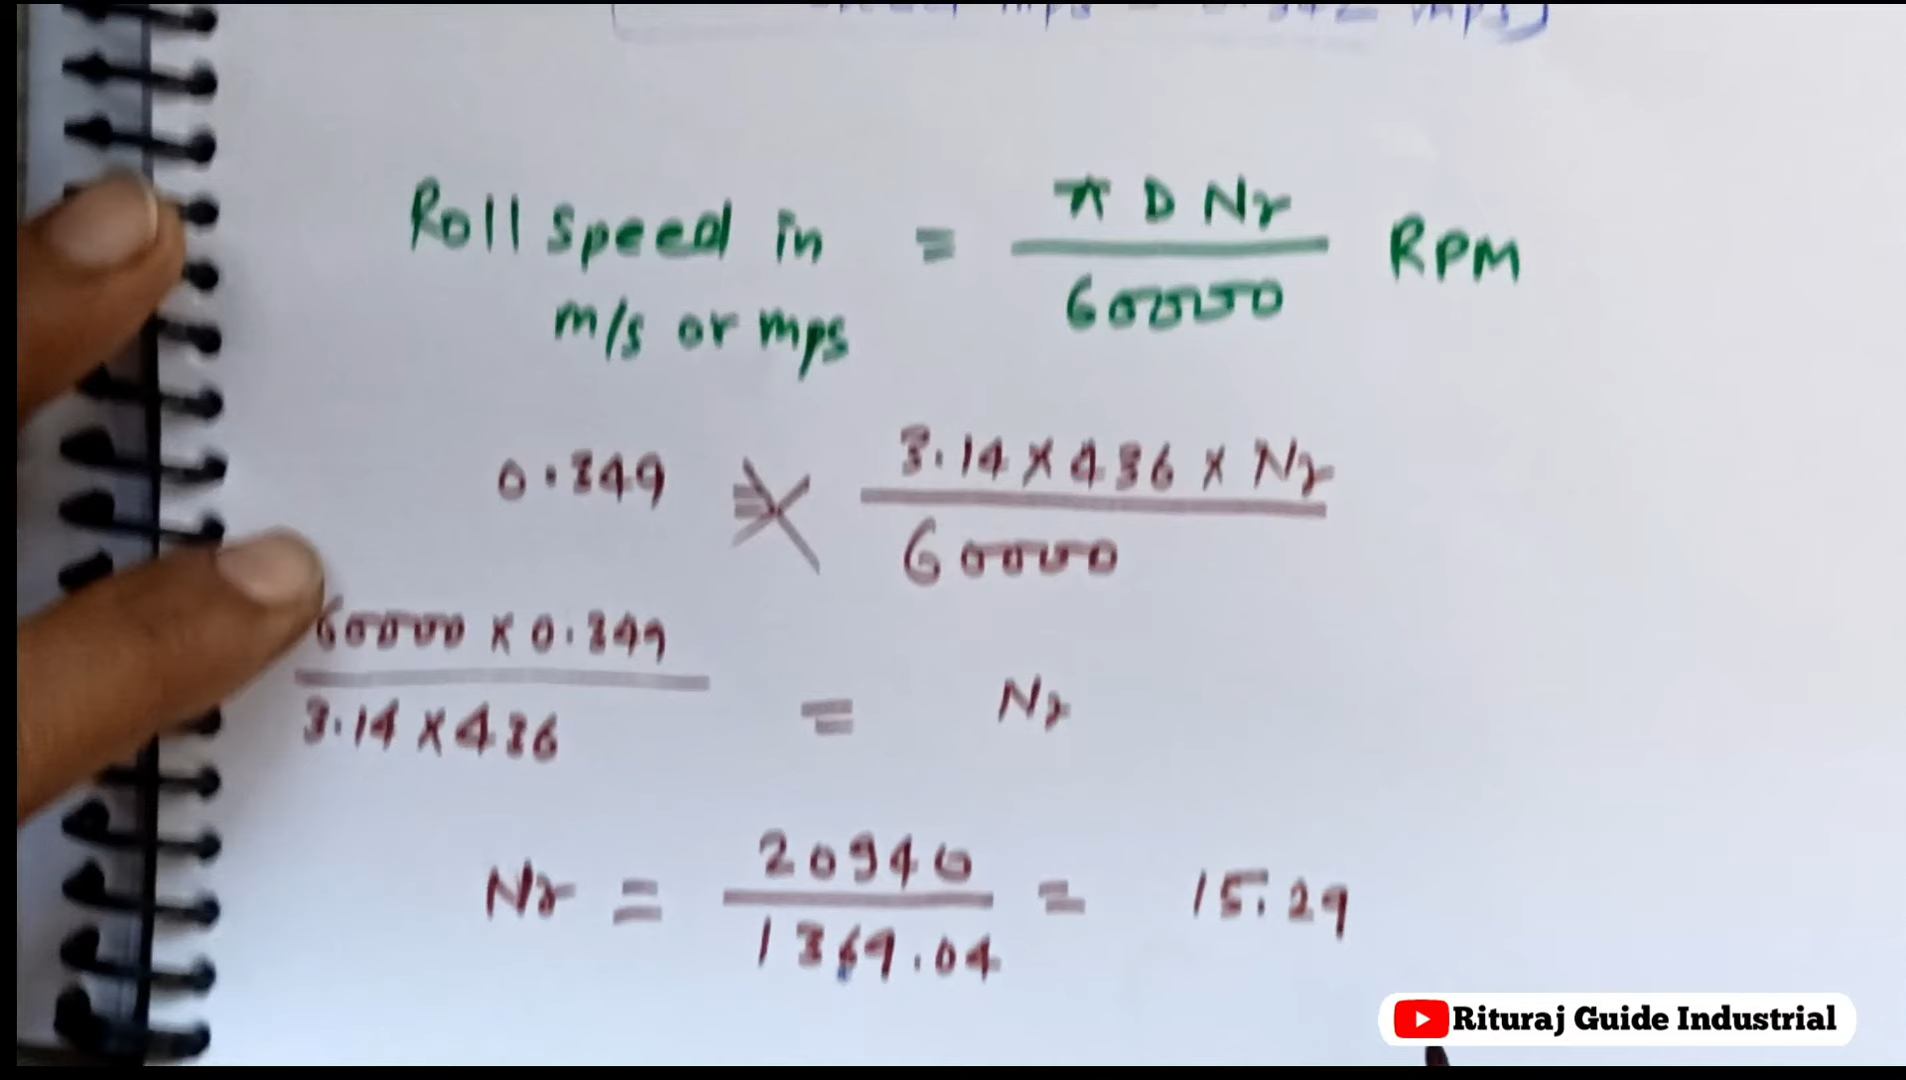 Roll speed in = π D Nr / 60000 RPM
m/s or mps
0.349 = 3.14 × 436 × Nr / 60000
60000 × 0.349 / 3.14 × 436 = Nr
Nr = 20940 / 1369.04 = 15.29
Rituraj Guide Industrial